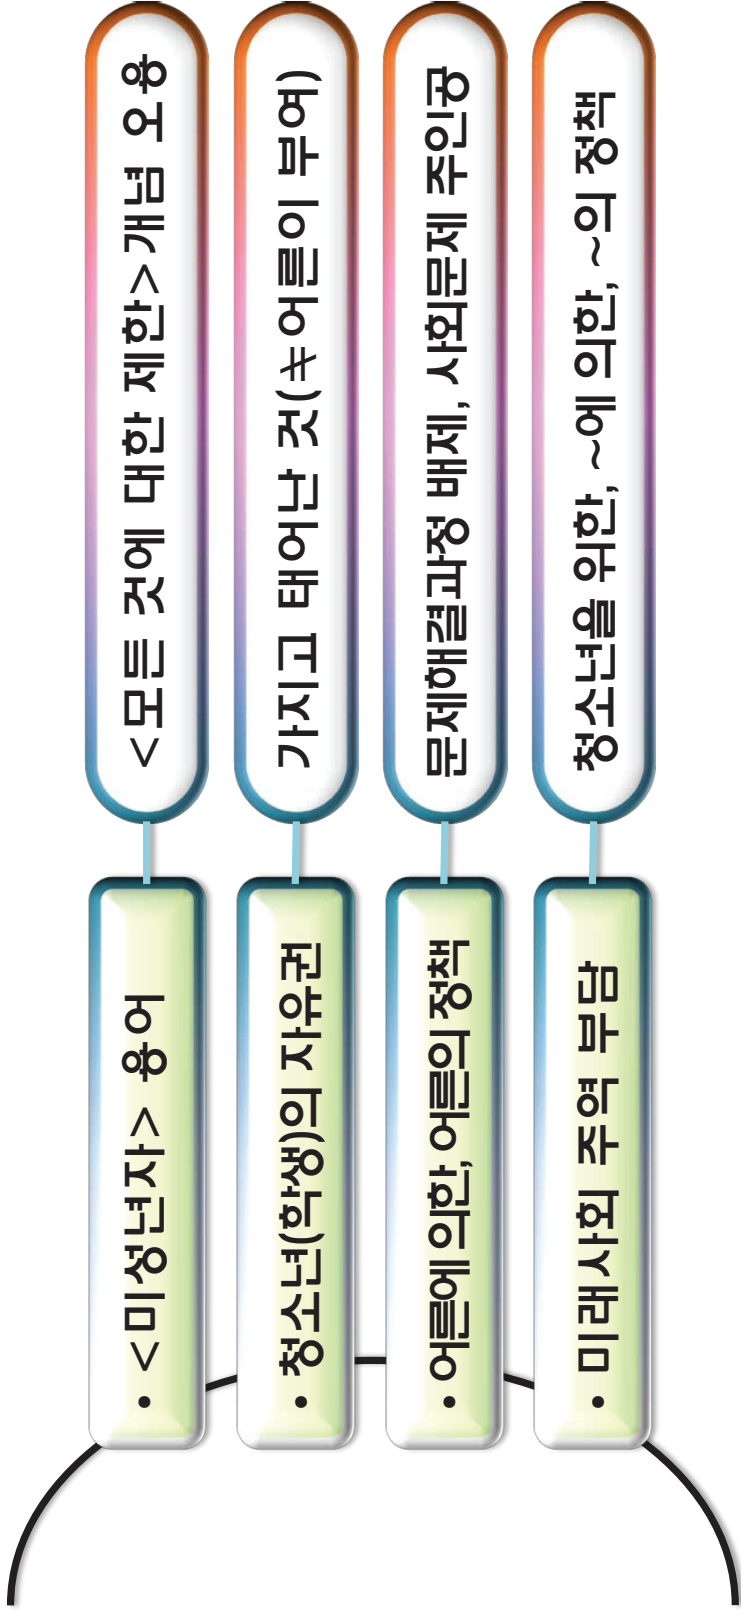 • <미성년자> 용어
<모든 것에 대한 제한>개념 오용
• 청소년(학생)의 자유권
가지고 태어난 것(≠어른이 부여)
• 어른에 의한, 어른의 정책
문제해결과정 배제, 사회문제 주인공
• 미래사회 주역 부담
청소년을 위한, ~에 의한, ~의 정책